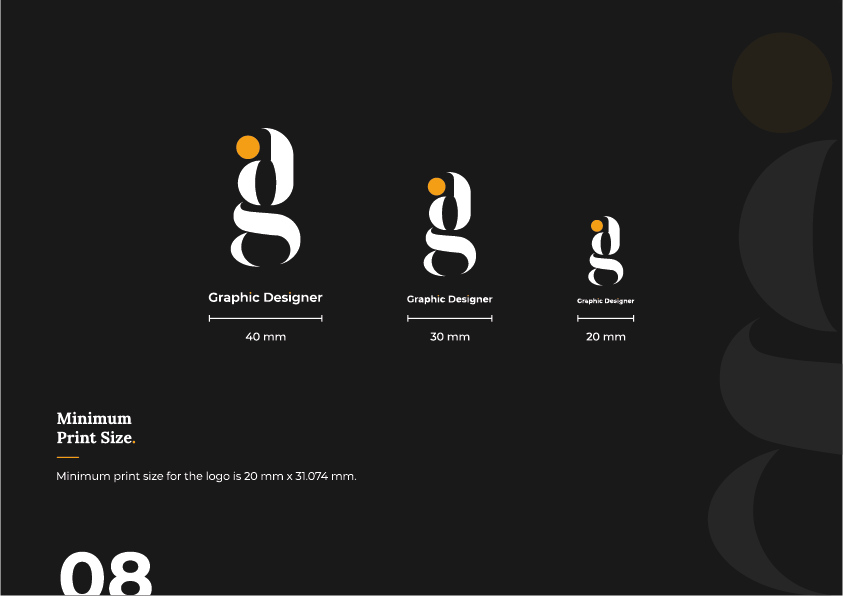 g
Graphic Designer
40 mm
g
Graphic Designer
30 mm
g
Graphic Designer
20 mm
Minimum
Print Size.
Minimum print size for the logo is 20 mm x 31.074 mm.
08